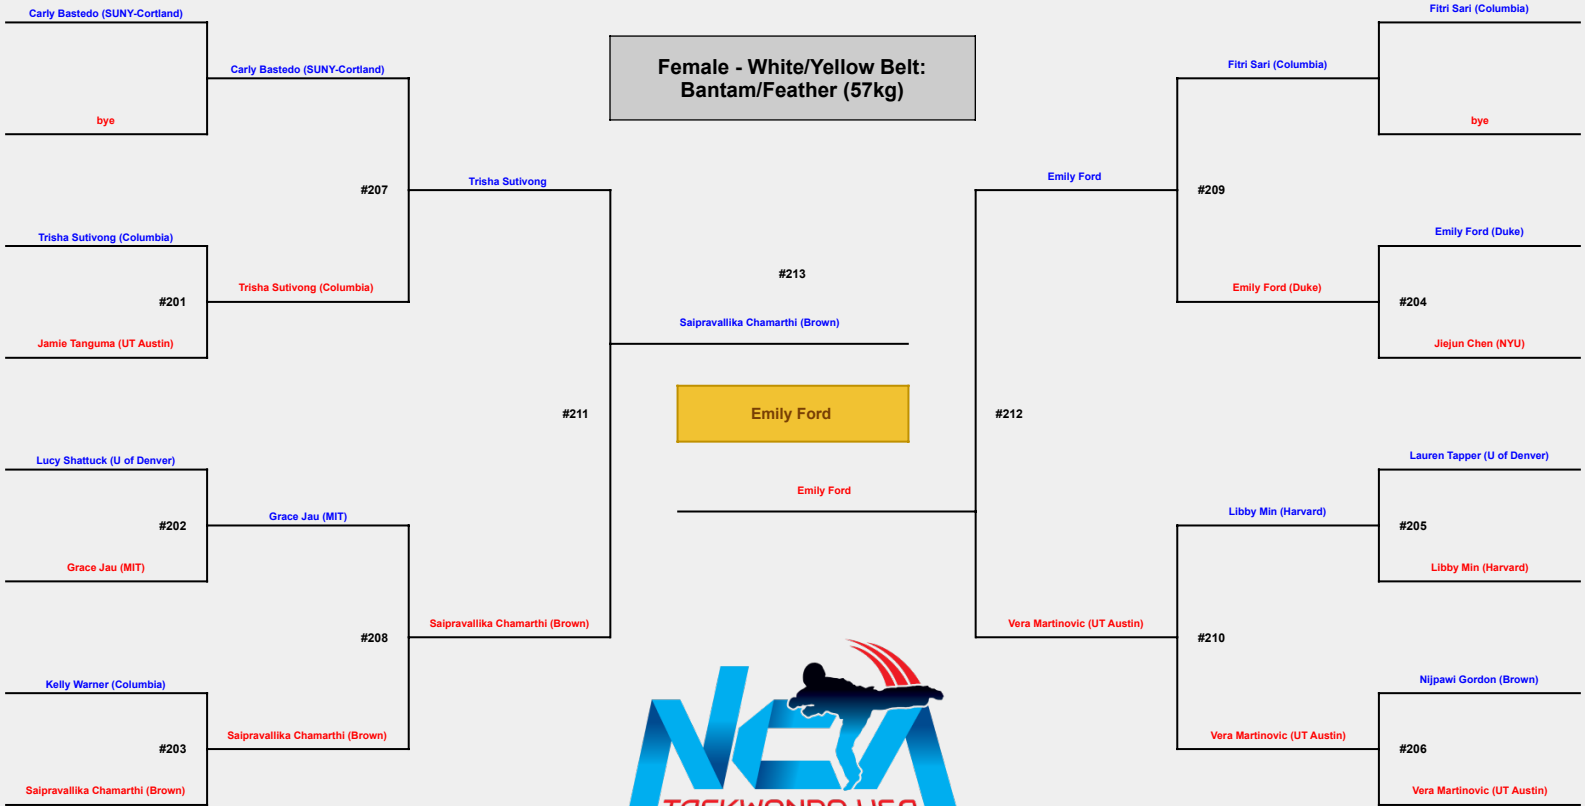 Carly Bastedo (SUNY-Cortland)
Fitri Sari (Columbia)
Carly Bastedo (SUNY-Cortland)
Female - White/Yellow Belt:
Bantam/Feather (57kg)
Fitri Sari (Columbia)
bye
bye
#207
Trisha Sutivong
Emily Ford
#209
Trisha Sutivong (Columbia)
Emily Ford (Duke)
#213
#201
Trisha Sutivong (Columbia)
Emily Ford (Duke)
#204
Saipravallika Chamarthi (Brown)
Jamie Tanguma (UT Austin)
Jiejun Chen (NYU)
#211
Emily Ford
#212
Lucy Shattuck (U of Denver)
Lauren Tapper (U of Denver)
Emily Ford
#202
Grace Jau (MIT)
Libby Min (Harvard)
#205
Grace Jau (MIT)
Libby Min (Harvard)
#208
Saipravallika Chamarthi (Brown)
Vera Martinovic (UT Austin)
#210
Kelly Warner (Columbia)
Nijpawi Gordon (Brown)
#203
Saipravallika Chamarthi (Brown)
Vera Martinovic (UT Austin)
#206
Saipravallika Chamarthi (Brown)
Vera Martinovic (UT Austin)
NCTA
TAEKWONDO USA